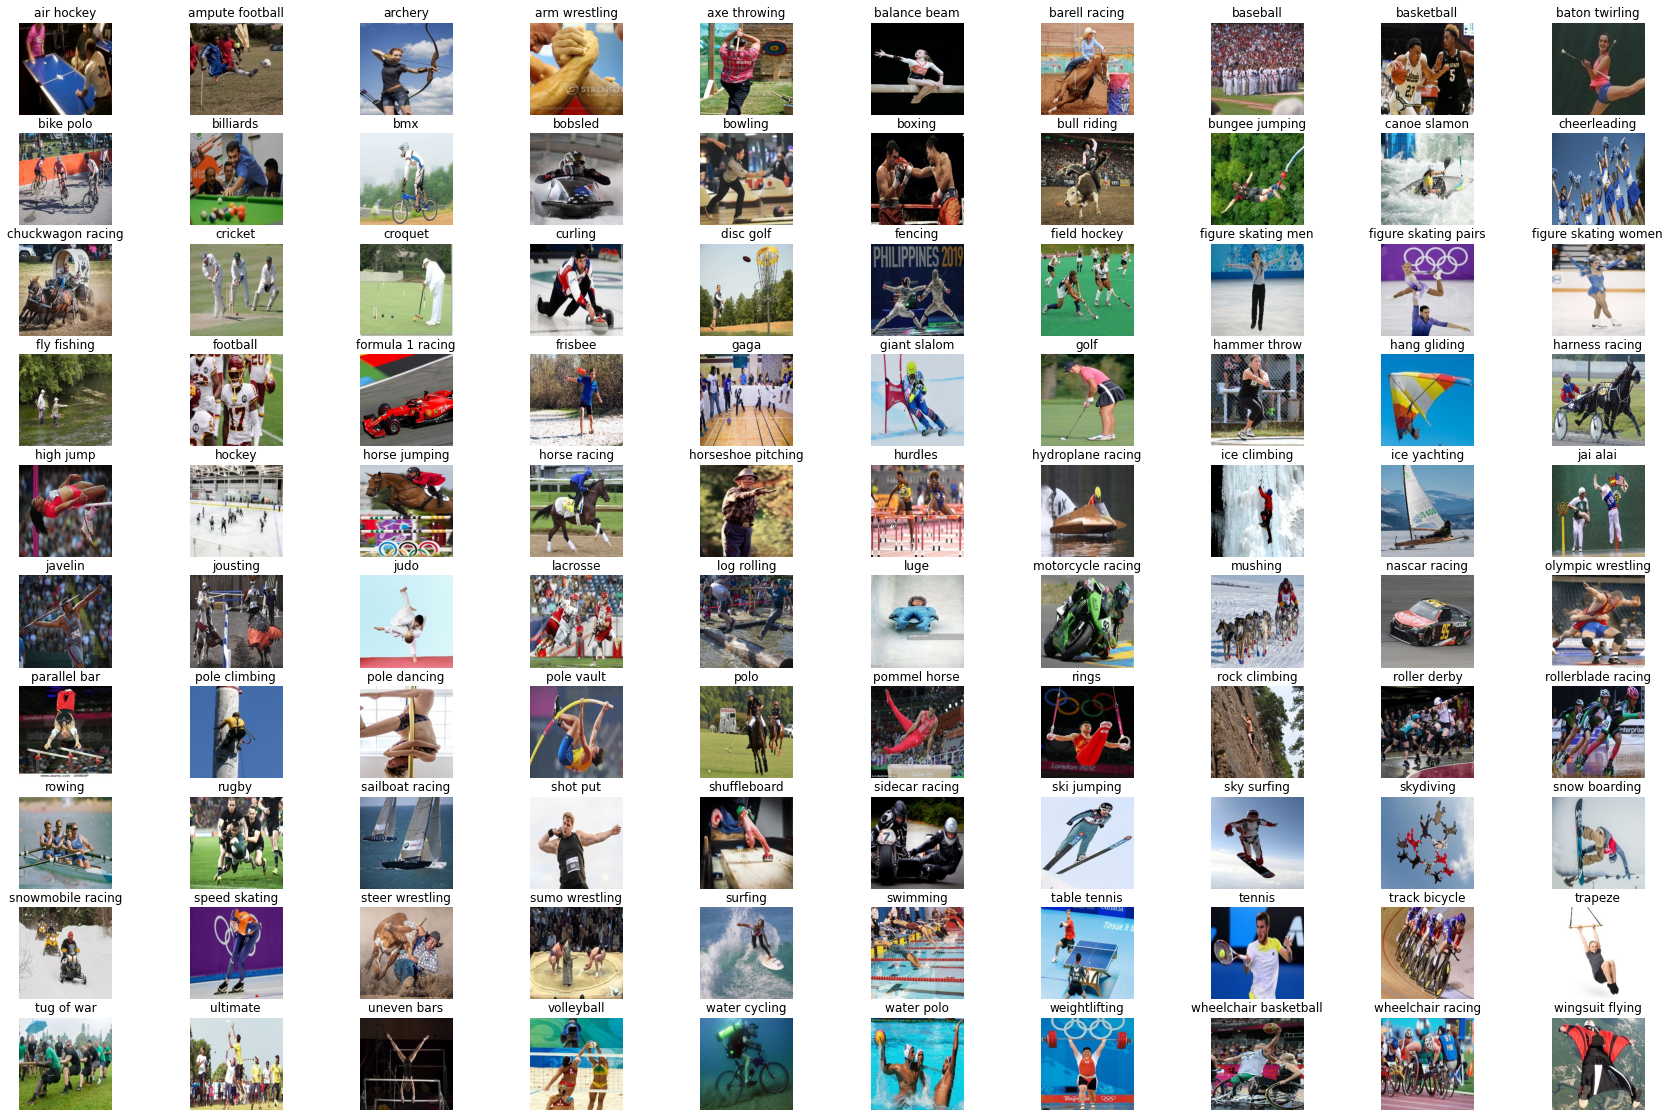 air hockey
ampute football
archery
arm wrestling
axe throwing
balance beam
barell racing
baseball
basketball
baton twirling
STRENGTH
23
5
bike polo
billiards
bmx
bobsled
bowling
boxing
bull riding
bungee jumping
canoe slamon
cheerleading
chuckwagon racing
cricket
croquet
curling
disc golf
fencing
field hockey
figure skating men
figure skating pairs
figure skating women
PHILIPPINES 2019
fly fishing
football
formula 1 racing
frisbee
gaga
giant slalom
golf
hammer throw
hang gliding
harness racing
17
high jump
hockey
horse jumping
horse racing
horseshoe pitching
hurdles
hydroplane racing
ice climbing
ice yachting
jai alai
javelin
jousting
judo
lacrosse
log rolling
luge
motorcycle racing
mushing
nascar racing
olympic wrestling
95
parallel bar
pole climbing
pole dancing
pole vault
polo
pommel horse
rings
rock climbing
roller derby
rollerblade racing
rowing
rugby
sailboat racing
shot put
shuffleboard
sidecar racing
ski jumping
sky surfing
skydiving
snow boarding
7
snowmobile racing
speed skating
steer wrestling
sumo wrestling
surfing
swimming
table tennis
tennis
track bicycle
trapeze
tug of war
ultimate
uneven bars
volleyball
water cycling
water polo
weightlifting
wheelchair basketball
wheelchair racing
wingsuit flying